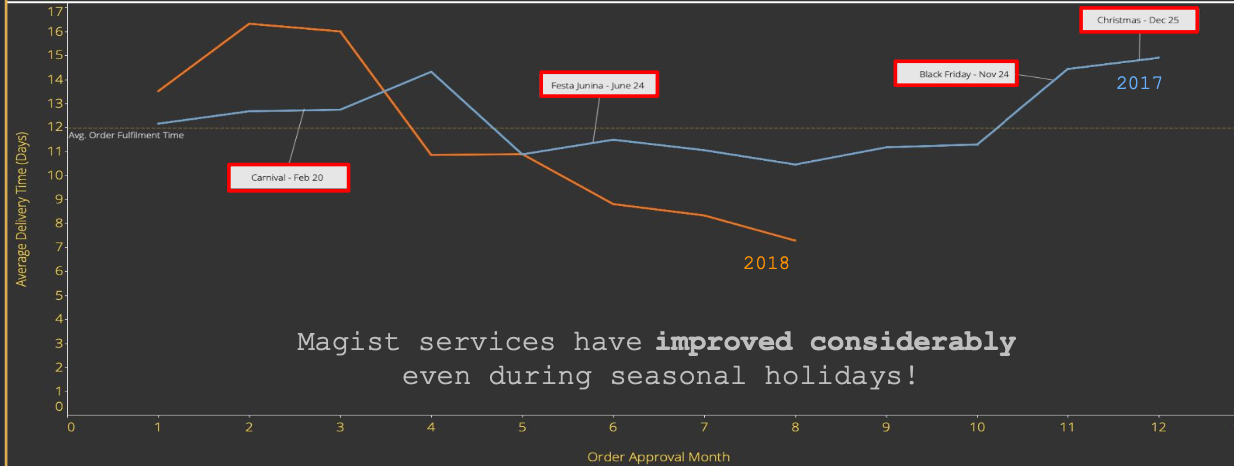 17
16
15
14
13
12
11
10
9
8
7
6
5
4
3
2
1
0
Average Delivery Time (Days)
Christmas - Dec 25
Black Friday - Nov 24
2017
Festa Junina - June 24
Avg. Order Fulfilment Time
Carnival - Feb 20
2018
Magist services have improved considerably
even during seasonal holidays!
0 1 2 3 4 5 6 7 8 9 10 11 12
Order Approval Month